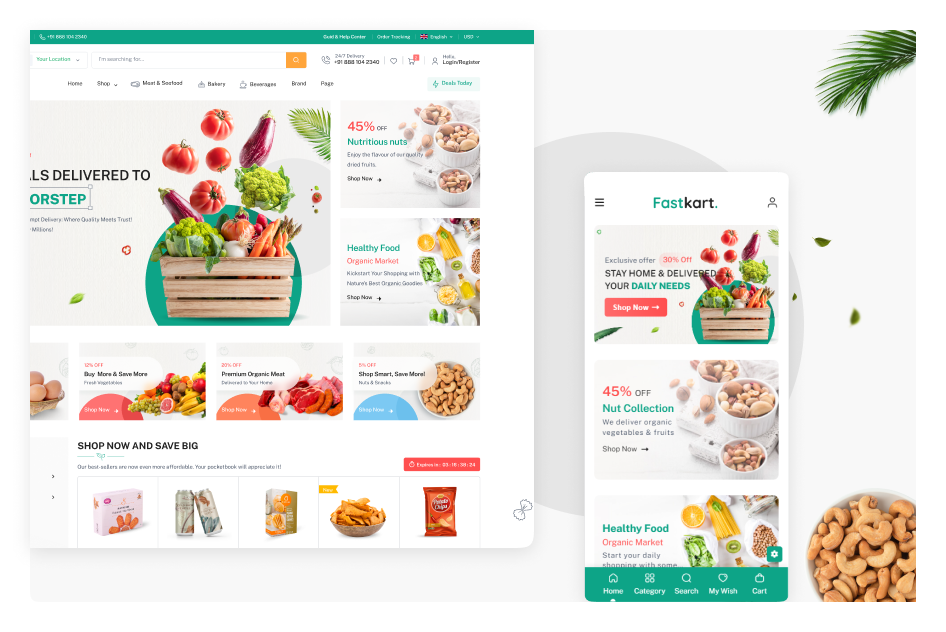 +91 888 104 2340
Guid & Help Center
Order Tracking
English
USD
Your Location
I'm searching for...
24/7 Delivery
+91 888 104 2340
2
Hello,
Login/Register
Home
Shop
Meat & Seafood
Bakery
Beverages
Brand
Page
Deals Today
LS DELIVERED TO
ORSTEP
mpt Delivery: Where Quality Meets Trust!
Millions!
45% OFF
Nutritious nuts
Enjoy the flavour of our quality
dried fruits.
Shop Now
Healthy Food
Organic Market
Kickstart Your Shopping with
Nature's Best Organic Goodies
Shop Now
12% OFF
Buy More & Save More
Fresh Vegetables
Shop Now
20% OFF
Premium Organic Meat
Delivered to Your Home
Shop Now
5% OFF
Shop Smart, Save More!
Nuts & Snacks
Shop Now
SHOP NOW AND SAVE BIG
Our best-sellers are now even more affordable. Your pocketbook will appreciate it!
Expires in : 03 : 18 : 36 : 24
New
Potato
Chips
Fastkart.
Exclusive offer 30% Off
STAY HOME & DELIVERED
YOUR DAILY NEEDS
Shop Now
45% OFF
Nut Collection
We deliver organic
vegetables & fruits
Shop Now
Healthy Food
Organic Market
Start your daily
shopping with some
Home
Category
Search
My Wish
Cart